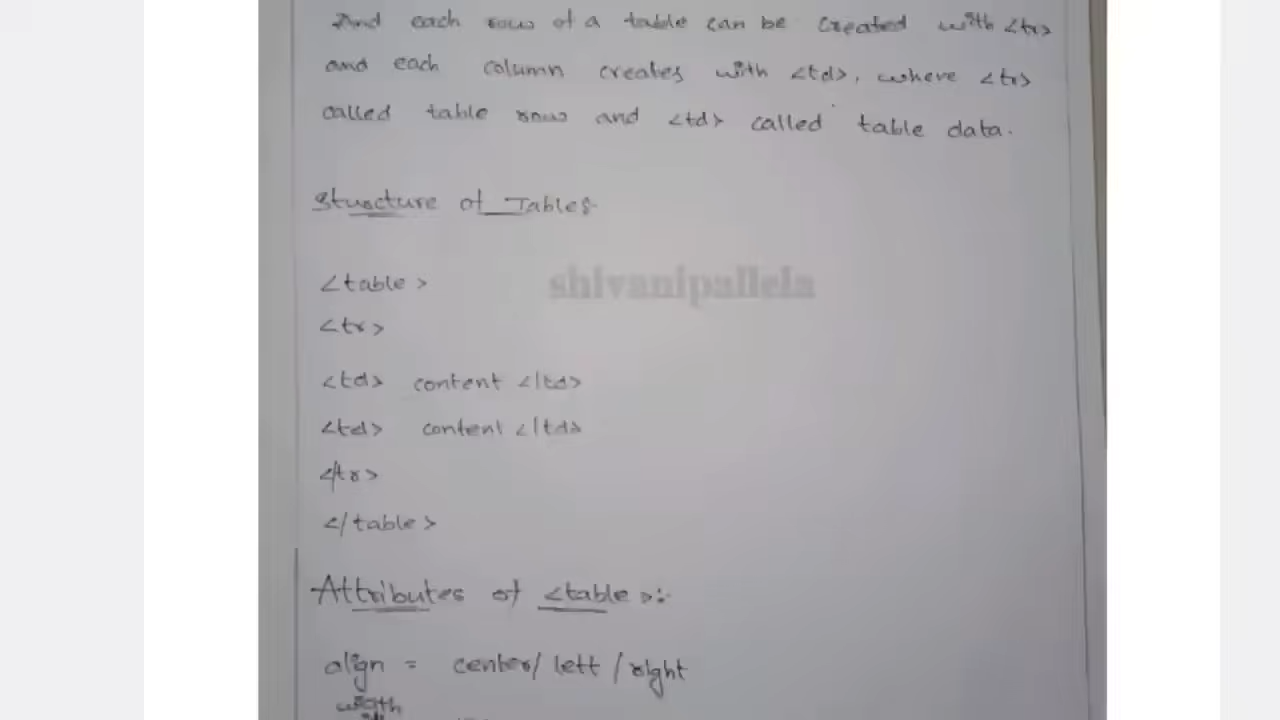 And each row of a table can be created with <tr>
and each column creates with <td>, where <tr>
called table row and <td> called table data.
Structure of Tables
shivanipallela
<table>
<tr>
<td> content </td>
<td> content </td>
</tr>
</table>
Attributes of <table>:
align = center/ left / right
width